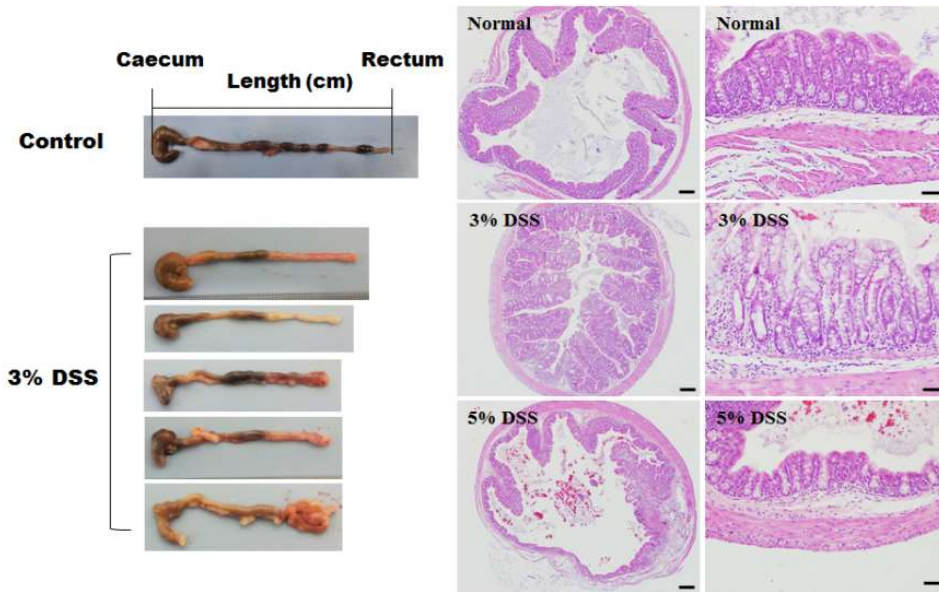 Caecum
Rectum
Length (cm)
Control
3% DSS
Normal
3% DSS
5% DSS
Normal
3% DSS
5% DSS